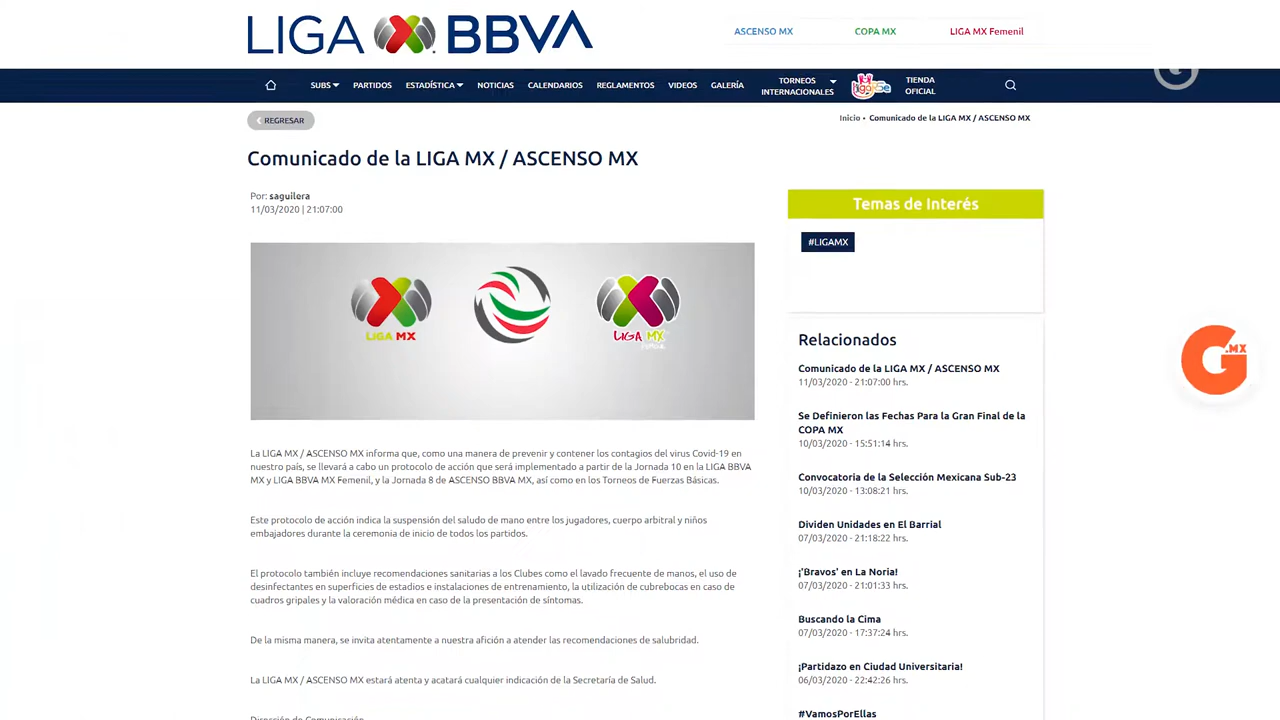 LIGA BBVA
ASCENSO MX COPA MX LIGA MX Femenil
SUBS PARTIDOS ESTADÍSTICA NOTICIAS CALENDARIOS REGLAMENTOS VIDEOS GALERÍA TORNEOS INTERNACIONALES TIENDA OFICIAL
REGRESAR
Inicio • Comunicado de la LIGA MX / ASCENSO MX
Comunicado de la LIGA MX / ASCENSO MX
Por: saguilera
11/03/2020 | 21:07:00
LIGA MX
LIGA MX
La LIGA MX / ASCENSO MX informa que, como una manera de prevenir y contener los contagios del virus Covid-19 en
nuestro país, se llevará a cabo un protocolo de acción que será implementado a partir de la Jornada 10 en la LIGA BBVA
MX y LIGA BBVA MX Femenil, y la Jornada 8 de ASCENSO BBVA MX, así como en los Torneos de Fuerzas Básicas.
Este protocolo de acción indica la suspensión del saludo de mano entre los jugadores, cuerpo arbitral y niños
embajadores durante la ceremonia de inicio de todos los partidos.
El protocolo también incluye recomendaciones sanitarias a los Clubes como el lavado frecuente de manos, el uso de
desinfectantes en superficies de estadios e instalaciones de entrenamiento, la utilización de cubrebocas en caso de
cuadros gripales y la valoración médica en caso de la presentación de síntomas.
De la misma manera, se invita atentamente a nuestra afición a atender las recomendaciones de salubridad.
La LIGA MX / ASCENSO MX estará atenta y acatará cualquier indicación de la Secretaría de Salud.
Dirección de Comunicación
Temas de Interés
#LIGAMX
Relacionados
Comunicado de la LIGA MX / ASCENSO MX
11/03/2020 - 21:07:00 hrs.
Se Definieron las Fechas Para la Gran Final de la
COPA MX
10/03/2020 - 15:51:14 hrs.
Convocatoria de la Selección Mexicana Sub-23
10/03/2020 - 13:08:21 hrs.
Dividen Unidades en El Barrial
07/03/2020 - 21:18:22 hrs.
¡'Bravos' en La Noria!
07/03/2020 - 21:01:33 hrs.
Buscando la Cima
07/03/2020 - 17:37:24 hrs.
¡Partidazo en Ciudad Universitaria!
06/03/2020 - 22:42:26 hrs.
#VamosPorEllas
G.MX